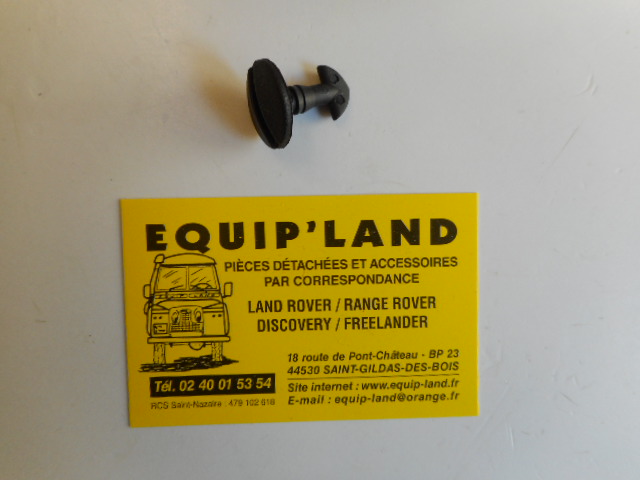 EQUIP'LAND
PIÈCES DÉTACHÉES ET ACCESSOIRES
PAR CORRESPONDANCE
LAND ROVER / RANGE ROVER
DISCOVERY / FREELANDER
18 route de Pont-Château - BP 23
44530 SAINT-GILDAS-DES-BOIS
Tél. 02 40 01 53 54
Site internet : www.equip-land.fr
E-mail : equip-land@orange.fr
RCS Saint-Nazaire : 479 102 818